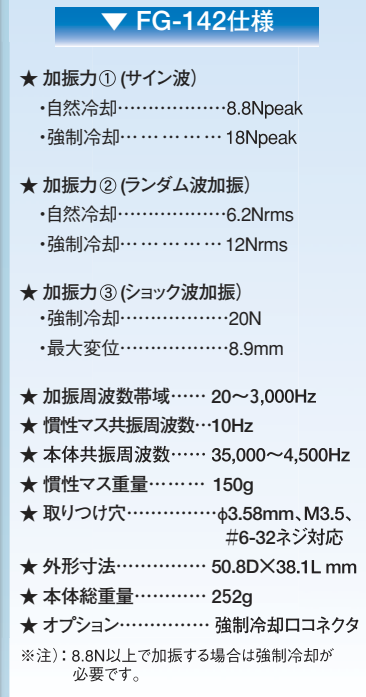 ▼ FG-142仕様
★ 加振力① (サイン波)
・自然冷却………………8.8Npeak
・強制冷却……………… 18Npeak
★ 加振力② (ランダム波加振)
・自然冷却………………6.2Nrms
・強制冷却……………… 12Nrms
★ 加振力③ (ショック波加振)
・強制冷却………………20N
・最大変位………………8.9mm
★ 加振周波数帯域…… 20〜3,000Hz
★ 慣性マス共振周波数…10Hz
★ 本体共振周波数…… 35,000〜4,500Hz
★ 慣性マス重量……… 150g
★ 取りつけ穴……………φ3.58mm、M3.5、
#6-32ネジ対応
★ 外形寸法…………… 50.8D×38.1L mm
★ 本体総重量………… 252g
★ オプション…………… 強制冷却口コネクタ
※注）：8.8N以上で加振する場合は強制冷却が
必要です。